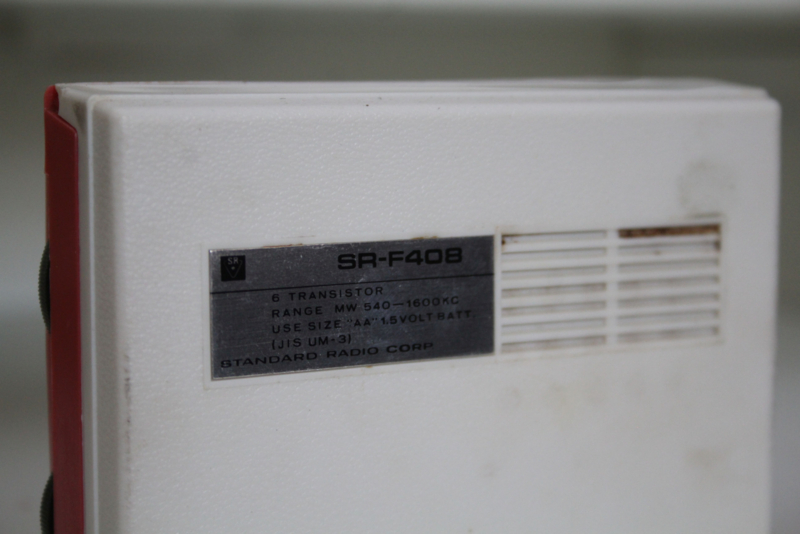 SR
SR-F408
6 TRANSISTOR
RANGE MW 540—1600KC
USE SIZE "AA" 1.5VOLT BATT.
(JIS UM-3)
STANDARD RADIO CORP.